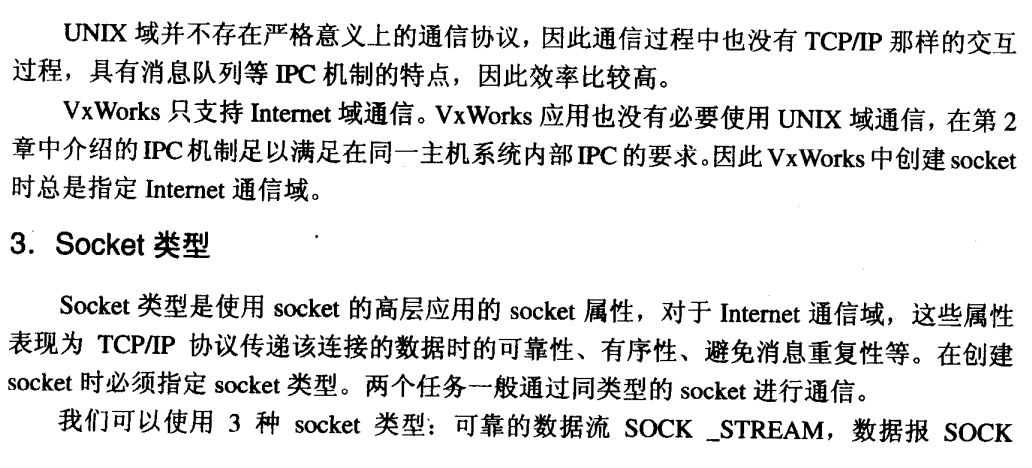 UNIX 域并不存在严格意义上的通信协议，因此通信过程中也没有 TCP/IP 那样的交互
过程，具有消息队列等 IPC 机制的特点，因此效率比较高。
VxWorks 只支持 Internet 域通信。VxWorks 应用也没有必要使用 UNIX 域通信，在第 2
章中介绍的 IPC 机制足以满足在同一主机系统内部 IPC 的要求。因此 VxWorks 中创建 socket
时总是指定 Internet 通信域。
3. Socket 类型
Socket 类型是使用 socket 的高层应用的 socket 属性，对于 Internet 通信域，这些属性
表现为 TCP/IP 协议传递该连接的数据时的可靠性、有序性、避免消息重复性等。在创建
socket 时必须指定 socket 类型。两个任务一般通过同类型的 socket 进行通信。
我们可以使用 3 种 socket 类型：可靠的数据流 SOCK _STREAM，数据报 SOCK